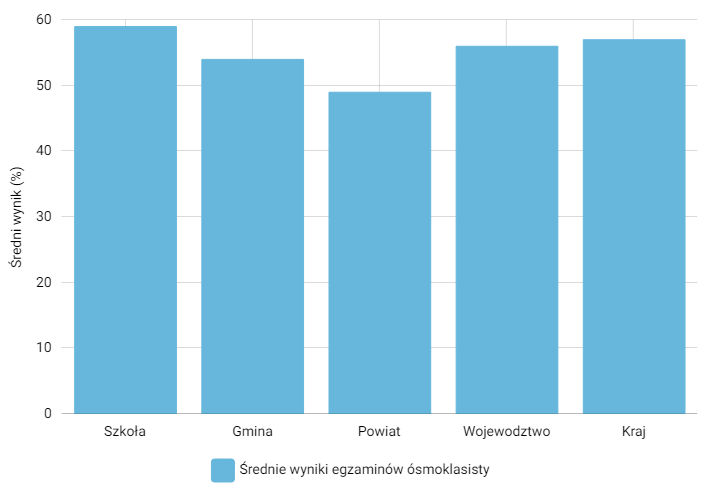 60
50
40
30
20
10
0
Średni wynik (%)
Szkoła Gmina Powiat Wojewodztwo Kraj
Średnie wyniki egzaminów ósmoklasisty